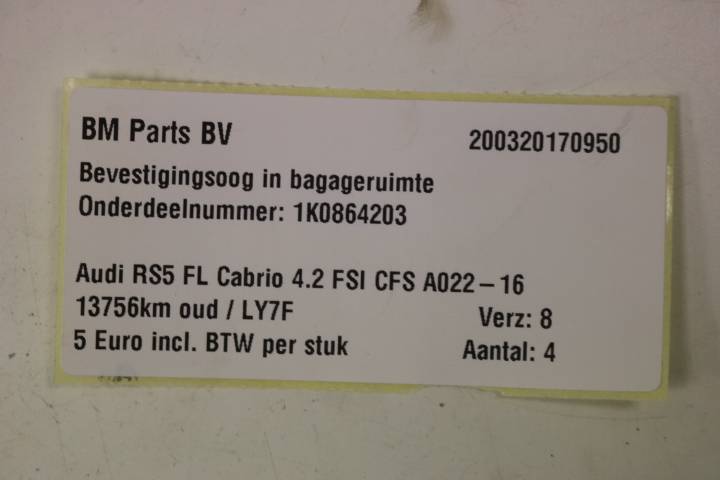 BM Parts BV 200320170950
Bevestigingsoog in bagageruimte
Onderdeelnummer: 1K0864203
Audi RS5 FL Cabrio 4.2 FSI CFS A022-16
13756km oud / LY7F Verz: 8
5 Euro incl. BTW per stuk Aantal: 4